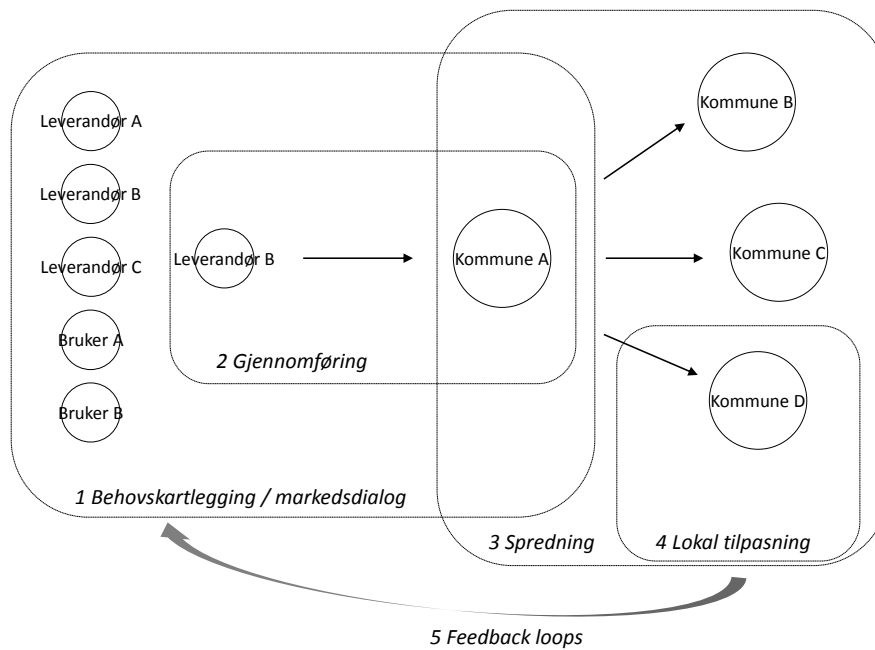 Leverandør A
Leverandør B
Leverandør C
Bruker A
Bruker B
Leverandør B
Kommune A
2 Gjennomføring
1 Behovskartlegging / markedsdialog
Kommune B
Kommune C
Kommune D
3 Spredning
4 Lokal tilpasning
5 Feedback loops